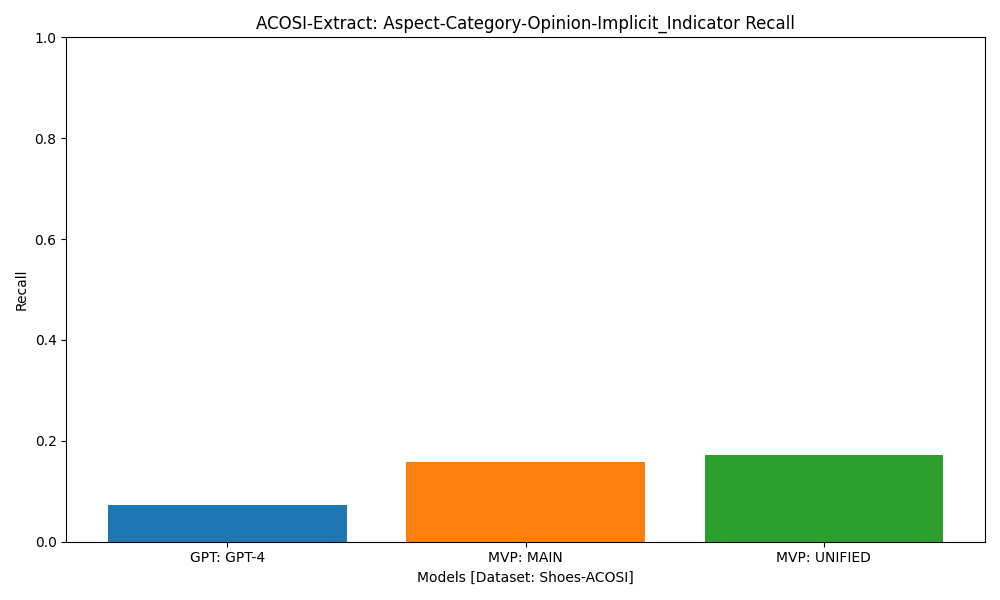 ACOSI-Extract: Aspect-Category-Opinion-Implicit_Indicator Recall
1.0
0.8
0.6
0.4
0.2
0.0
Recall
GPT: GPT-4
MVP: MAIN
MVP: UNIFIED
Models [Dataset: Shoes-ACOSI]